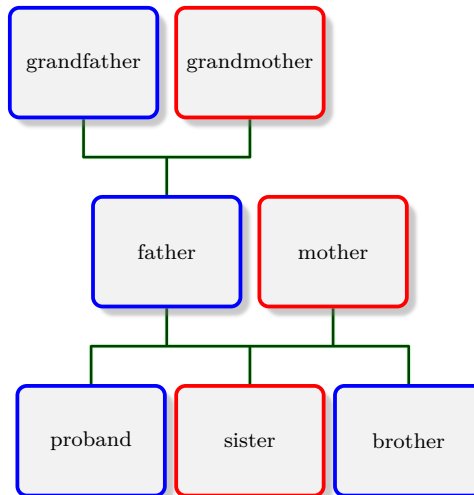 grandfather
grandmother
father
mother
proband
sister
brother